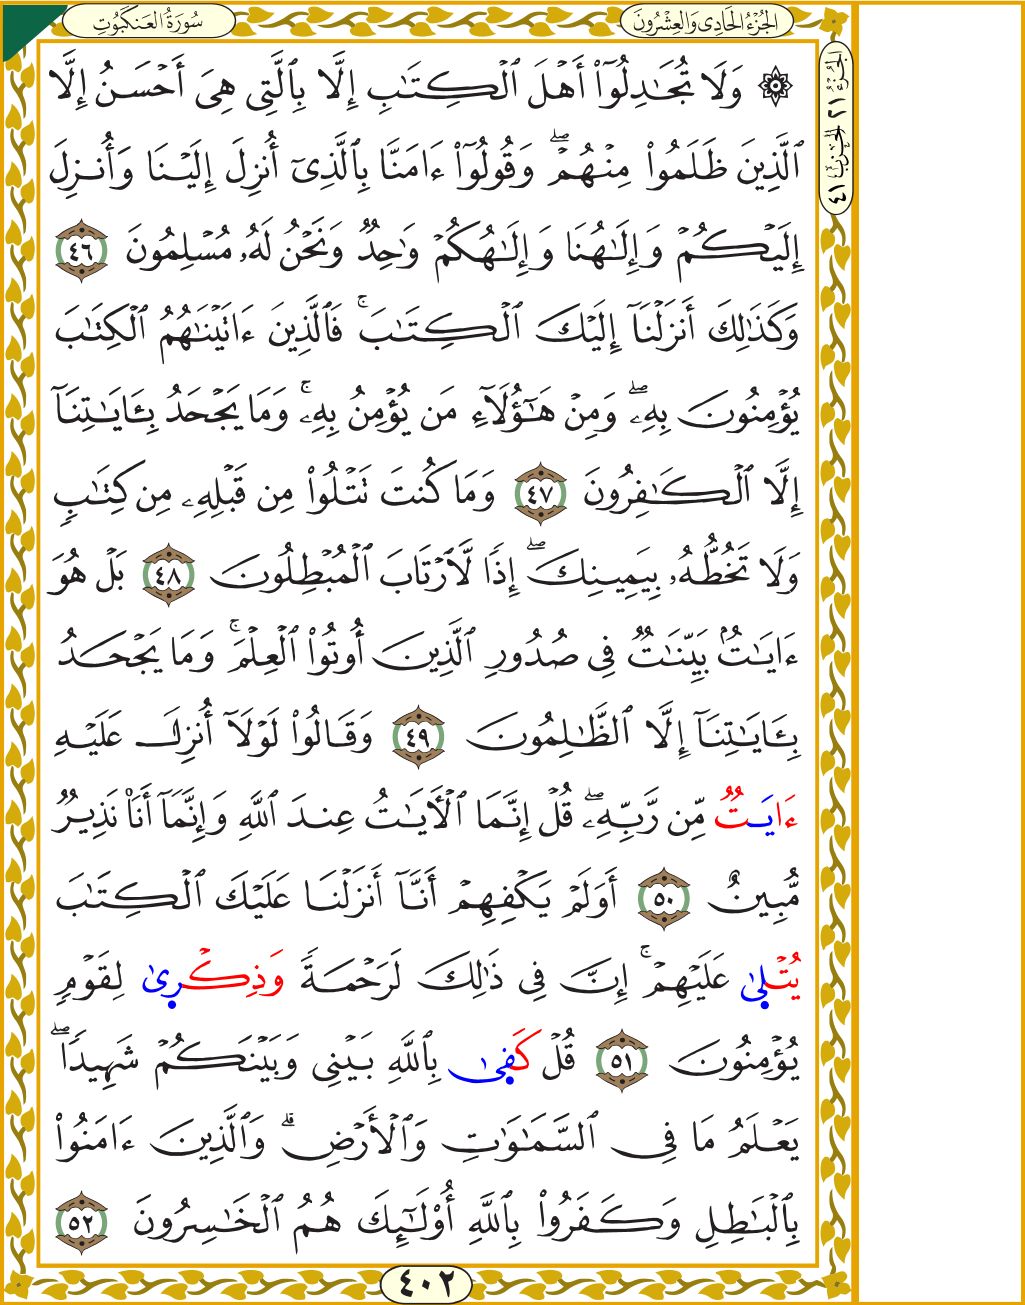 سُورَةُ العَنكَبُوتِ
الجُزْءُ الحَادِى وَالعِشْرُونَ
الجُزْءُ ٢١ الحِزْبُ ٤١
۞ وَلَا تُجَٰدِلُوٓا۟ أَهْلَ ٱلْكِتَٰبِ إِلَّا بِٱلَّتِى هِىَ أَحْسَنُ إِلَّا
ٱلَّذِينَ ظَلَمُوا۟ مِنْهُمْ ۖ وَقُولُوٓا۟ ءَامَنَّا بِٱلَّذِىٓ أُنزِلَ إِلَيْنَا وَأُنزِلَ
إِلَيْكُمْ وَإِلَٰهُنَا وَإِلَٰهُكُمْ وَٰحِدٌ وَنَحْنُ لَهُۥ مُسْلِمُونَ ٤٦
وَكَذَٰلِكَ أَنزَلْنَآ إِلَيْكَ ٱلْكِتَٰبَ ۚ فَٱلَّذِينَ ءَاتَيْنَٰهُمُ ٱلْكِتَٰبَ
يُؤْمِنُونَ بِهِۦ ۖ وَمِنْ هَٰٓؤُلَآءِ مَن يُؤْمِنُ بِهِۦ ۚ وَمَا يَجْحَدُ بِـَٔايَٰتِنَآ
إِلَّا ٱلْكَٰفِرُونَ ٤٧ وَمَا كُنتَ تَتْلُوا۟ مِن قَبْلِهِۦ مِن كِتَٰبٍ
وَلَا تَخُطُّهُۥ بِيَمِينِكَ ۖ إِذًا لَّٱرْتَابَ ٱلْمُبْطِلُونَ ٤٨ بَلْ هُوَ
ءَايَٰتٌۢ بَيِّنَٰتٌ فِى صُدُورِ ٱلَّذِينَ أُوتُوا۟ ٱلْعِلْمَ ۚ وَمَا يَجْحَدُ
بِـَٔايَٰتِنَآ إِلَّا ٱلظَّٰلِمُونَ ٤٩ وَقَالُوا۟ لَوْلَآ أُنزِلَ عَلَيْهِ
ءَايَتٌ مِّن رَّبِّهِۦ ۖ قُلْ إِنَّمَا ٱلْأَيَٰتُ عِندَ ٱللَّهِ وَإِنَّمَآ أَنَا۠ نَذِيرٌ
مُّبِينٌ ٥٠ أَوَلَمْ يَكْفِهِمْ أَنَّآ أَنزَلْنَا عَلَيْكَ ٱلْكِتَٰبَ
يُتْلَىٰ عَلَيْهِمْ ۚ إِنَّ فِى ذَٰلِكَ لَرَحْمَةً وَذِكْرِىٰ لِقَوْمٍ
يُؤْمِنُونَ ٥١ قُلْ كَفَىٰ بِٱللَّهِ بَيْنِى وَبَيْنَكُمْ شَهِيدًا ۖ
يَعْلَمُ مَا فِى ٱلسَّمَٰوَٰتِ وَٱلْأَرْضِ ۗ وَٱلَّذِينَ ءَامَنُوا۟
بِٱلْبَٰطِلِ وَكَفَرُوا۟ بِٱللَّهِ أُو۟لَٰٓئِكَ هُمُ ٱلْخَٰسِرُونَ ٥٢
٤٠٢